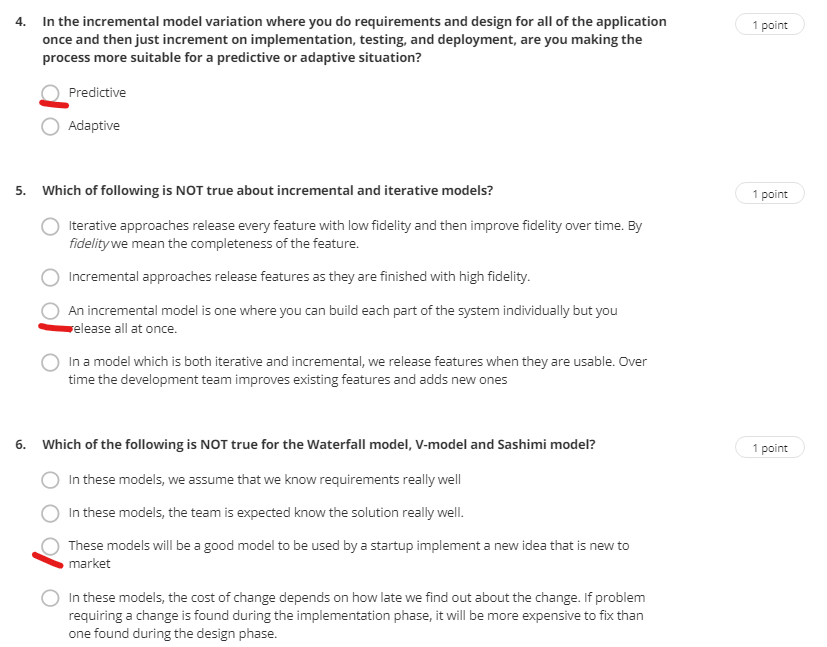 4. In the incremental model variation where you do requirements and design for all of the application 1 point
once and then just increment on implementation, testing, and deployment, are you making the
process more suitable for a predictive or adaptive situation?
Predictive
Adaptive
5. Which of following is NOT true about incremental and iterative models? 1 point
Iterative approaches release every feature with low fidelity and then improve fidelity over time. By
fidelity we mean the completeness of the feature.
Incremental approaches release features as they are finished with high fidelity.
An incremental model is one where you can build each part of the system individually but you
release all at once.
In a model which is both iterative and incremental, we release features when they are usable. Over
time the development team improves existing features and adds new ones
6. Which of the following is NOT true for the Waterfall model, V-model and Sashimi model? 1 point
In these models, we assume that we know requirements really well
In these models, the team is expected know the solution really well.
These models will be a good model to be used by a startup implement a new idea that is new to
market
In these models, the cost of change depends on how late we find out about the change. If problem
requiring a change is found during the implementation phase, it will be more expensive to fix than
one found during the design phase.